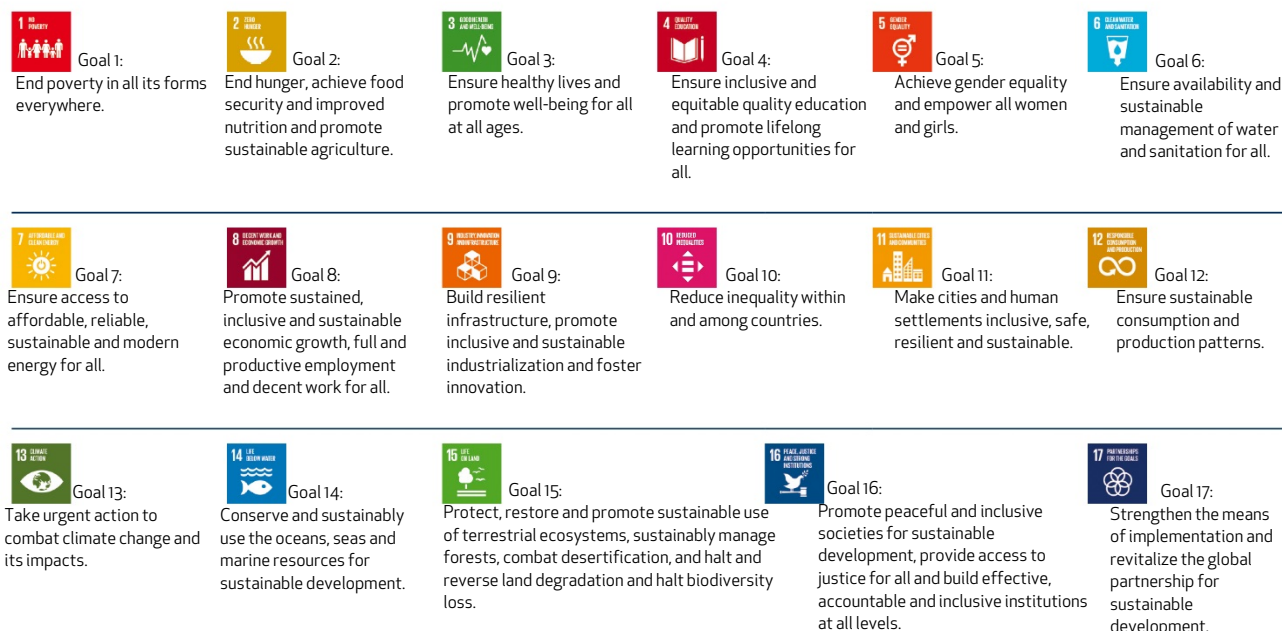 1 NO
POVERTY
Goal 1:
End poverty in all its forms
everywhere.
2 ZERO
HUNGER
Goal 2:
End hunger, achieve food
security and improved
nutrition and promote
sustainable agriculture.
3 GOOD HEALTH
AND WELL-BEING
Goal 3:
Ensure healthy lives and
promote well-being for all
at all ages.
4 QUALITY
EDUCATION
Goal 4:
Ensure inclusive and
equitable quality education
and promote lifelong
learning opportunities for
all.
5 GENDER
EQUALITY
Goal 5:
Achieve gender equality
and empower all women
and girls.
6 CLEAN WATER
AND SANITATION
Goal 6:
Ensure availability and
sustainable
management of water
and sanitation for all.
7 AFFORDABLE AND
CLEAN ENERGY
Goal 7:
Ensure access to
affordable, reliable,
sustainable and modern
energy for all.
8 DECENT WORK AND
ECONOMIC GROWTH
Goal 8:
Promote sustained,
inclusive and sustainable
economic growth, full and
productive employment
and decent work for all.
9 INDUSTRY, INNOVATION
AND INFRASTRUCTURE
Goal 9:
Build resilient
infrastructure, promote
inclusive and sustainable
industrialization and foster
innovation.
10 REDUCED
INEQUALITIES
Goal 10:
Reduce inequality within
and among countries.
11 SUSTAINABLE CITIES
AND COMMUNITIES
Goal 11:
Make cities and human
settlements inclusive, safe,
resilient and sustainable.
12 RESPONSIBLE
CONSUMPTION
AND PRODUCTION
Goal 12:
Ensure sustainable
consumption and
production patterns.
13 CLIMATE
ACTION
Goal 13:
Take urgent action to
combat climate change and
its impacts.
14 LIFE
BELOW WATER
Goal 14:
Conserve and sustainably
use the oceans, seas and
marine resources for
sustainable development.
15 LIFE
ON LAND
Goal 15:
Protect, restore and promote sustainable use
of terrestrial ecosystems, sustainably manage
forests, combat desertification, and halt and
reverse land degradation and halt biodiversity
loss.
16 PEACE, JUSTICE
AND STRONG
INSTITUTIONS
Goal 16:
Promote peaceful and inclusive
societies for sustainable
development, provide access to
justice for all and build effective,
accountable and inclusive institutions
at all levels.
17 PARTNERSHIPS
FOR THE GOALS
Goal 17:
Strengthen the means
of implementation and
revitalize the global
partnership for
sustainable
development.